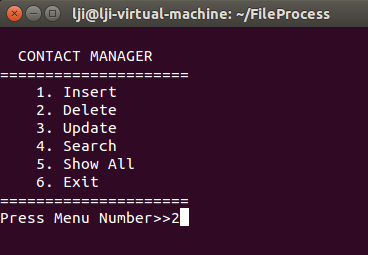 lji@lji-virtual-machine: ~/FileProcess
CONTACT MANAGER
=====================
1. Insert
2. Delete
3. Update
4. Search
5. Show All
6. Exit
=====================
Press Menu Number>>2